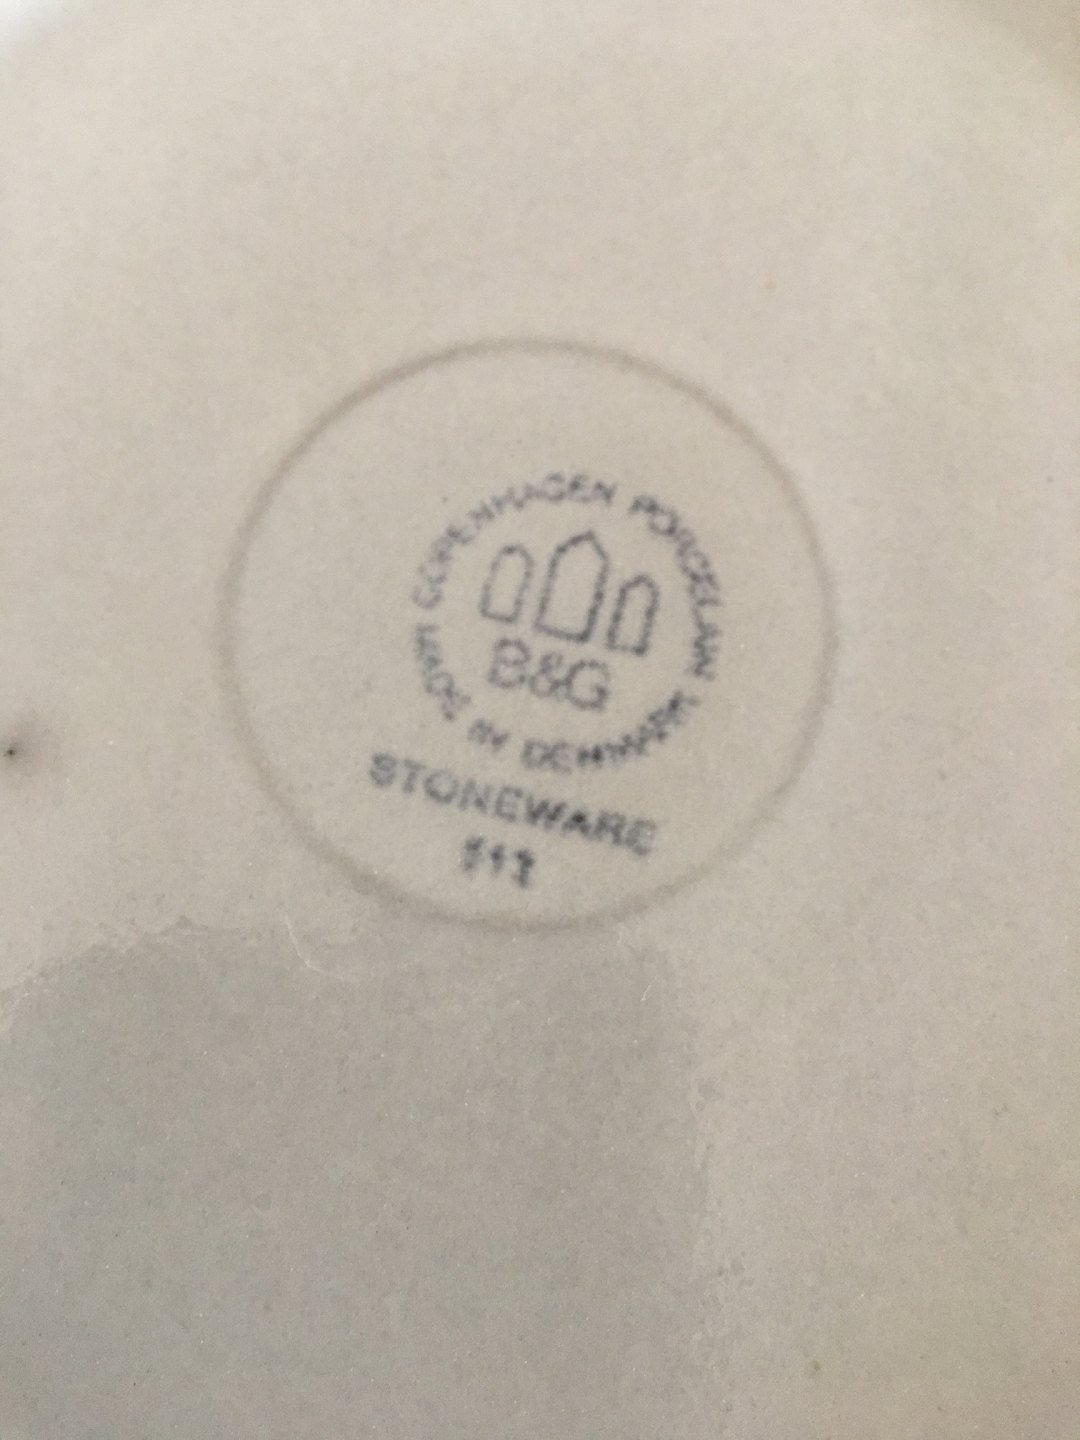 COPENHAGEN PORCELAIN
B&G
MADE IN DENMARK
STONEWARE